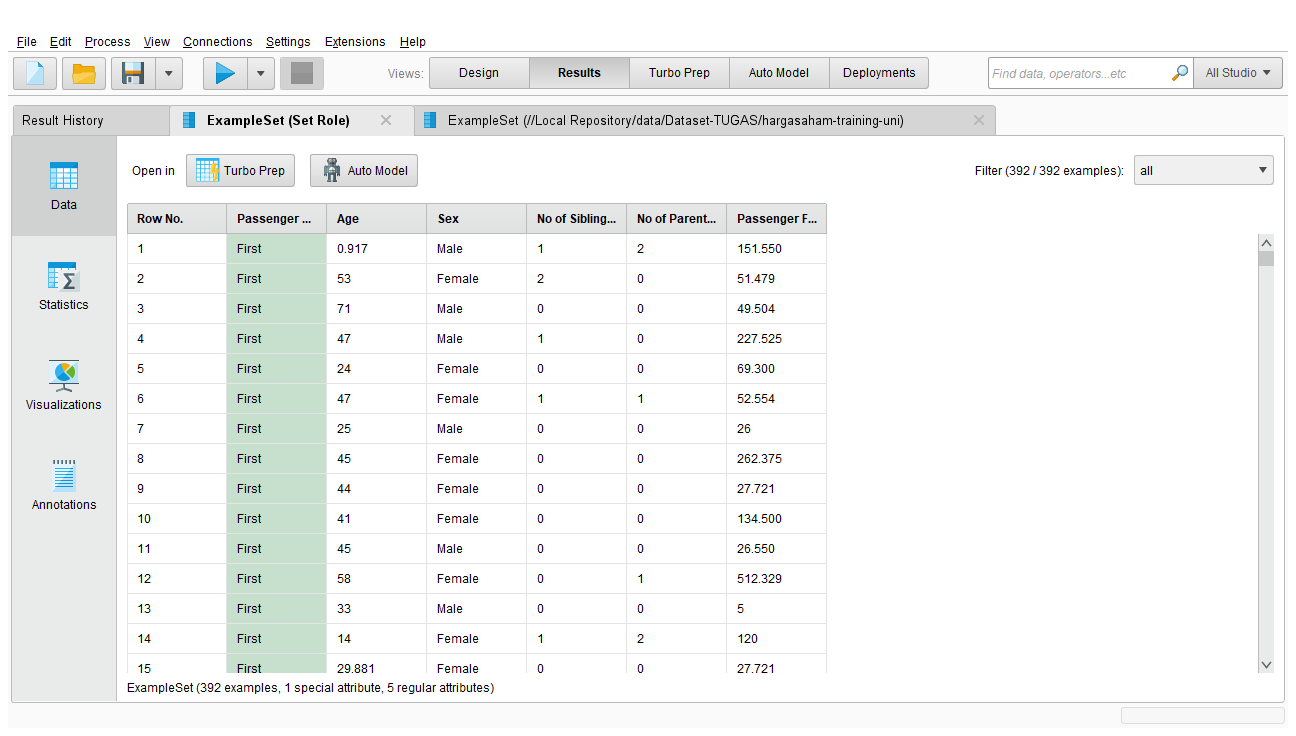 File Edit Process View Connections Settings Extensions Help
Views: Design Results Turbo Prep Auto Model Deployments Find data, operators...etc All Studio
Result History ExampleSet (Set Role) ExampleSet (//Local Repository/data/Dataset-TUGAS/hargasaham-training-uni)
Data
Statistics
Visualizations
Annotations
Open in Turbo Prep Auto Model Filter (392 / 392 examples): all
Row No. Passenger ... Age Sex No of Sibling... No of Parent... Passenger F...
1 First 0.917 Male 1 2 151.550
2 First 53 Female 2 0 51.479
3 First 71 Male 0 0 49.504
4 First 47 Male 1 0 227.525
5 First 24 Female 0 0 69.300
6 First 47 Female 1 1 52.554
7 First 25 Male 0 0 26
8 First 45 Female 0 0 262.375
9 First 44 Female 0 0 27.721
10 First 41 Female 0 0 134.500
11 First 45 Male 0 0 26.550
12 First 58 Female 0 1 512.329
13 First 33 Male 0 0 5
14 First 14 Female 1 2 120
15 First 29.881 Female 0 0 27.721
ExampleSet (392 examples, 1 special attribute, 5 regular attributes)